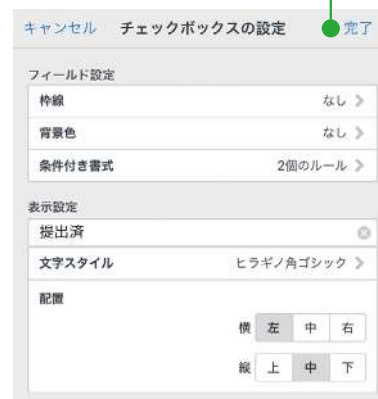 キャンセル チェックボックスの設定 完了
フィールド設定
枠線 なし
背景色 なし
条件付き書式 2個のルール
表示設定
提出済
文字スタイル ヒラギノ角ゴシック
配置
横 左 中 右
縦 上 中 下